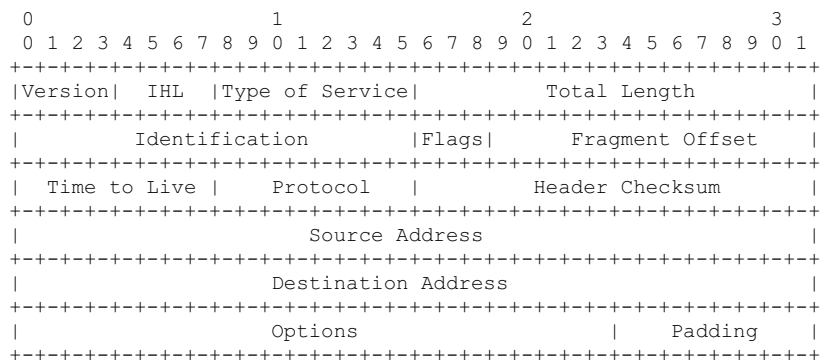 0                   1                   2                   3
 0 1 2 3 4 5 6 7 8 9 0 1 2 3 4 5 6 7 8 9 0 1 2 3 4 5 6 7 8 9 0 1
+-+-+-+-+-+-+-+-+-+-+-+-+-+-+-+-+-+-+-+-+-+-+-+-+-+-+-+-+-+-+-+-+
|Version|  IHL  |Type of Service|          Total Length         |
+-+-+-+-+-+-+-+-+-+-+-+-+-+-+-+-+-+-+-+-+-+-+-+-+-+-+-+-+-+-+-+-+
|         Identification        |Flags|      Fragment Offset    |
+-+-+-+-+-+-+-+-+-+-+-+-+-+-+-+-+-+-+-+-+-+-+-+-+-+-+-+-+-+-+-+-+
|  Time to Live |    Protocol   |         Header Checksum       |
+-+-+-+-+-+-+-+-+-+-+-+-+-+-+-+-+-+-+-+-+-+-+-+-+-+-+-+-+-+-+-+-+
|                       Source Address                          |
+-+-+-+-+-+-+-+-+-+-+-+-+-+-+-+-+-+-+-+-+-+-+-+-+-+-+-+-+-+-+-+-+
|                    Destination Address                        |
+-+-+-+-+-+-+-+-+-+-+-+-+-+-+-+-+-+-+-+-+-+-+-+-+-+-+-+-+-+-+-+-+
|                    Options                    |    Padding    |
+-+-+-+-+-+-+-+-+-+-+-+-+-+-+-+-+-+-+-+-+-+-+-+-+-+-+-+-+-+-+-+-+